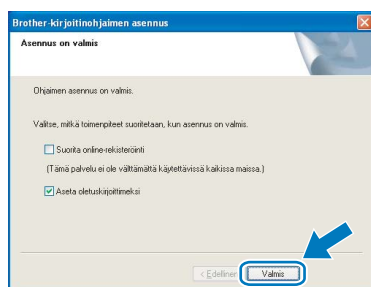 Brother-kirjoitinohjaimen asennus
Asennus on valmis
Ohjaimen asennus on valmis.
Valitse, mitkä toimenpiteet suoritetaan, kun asennus on valmis.
Suorita online-rekisteröinti
(Tämä palvelu ei ole välttämättä käytettävissä kaikissa maissa.)
Aseta oletuskirjoittimeksi
< Edellinen Valmis